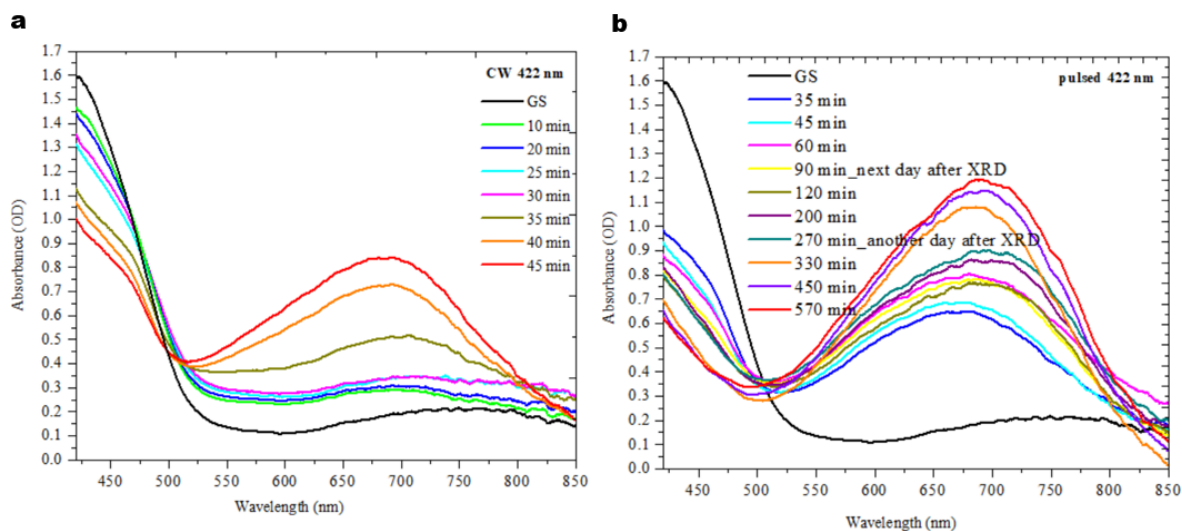 a
1.7
1.6
1.5
1.4
1.3
1.2
1.1
1.0
0.9
0.8
0.7
0.6
0.5
0.4
0.3
0.2
0.1
0.0
Absorbance (OD)
CW 422 nm
GS
10 min
20 min
25 min
30 min
35 min
40 min
45 min
450 500 550 600 650 700 750 800 850
Wavelength (nm)
b
1.7
1.6
1.5
1.4
1.3
1.2
1.1
1.0
0.9
0.8
0.7
0.6
0.5
0.4
0.3
0.2
0.1
0.0
Absorbance (OD)
pulsed 422 nm
GS
35 min
45 min
60 min
90 min_next day after XRD
120 min
200 min
270 min_another day after XRD
330 min
450 min
570 min
450 500 550 600 650 700 750 800 850
Wavelength (nm)